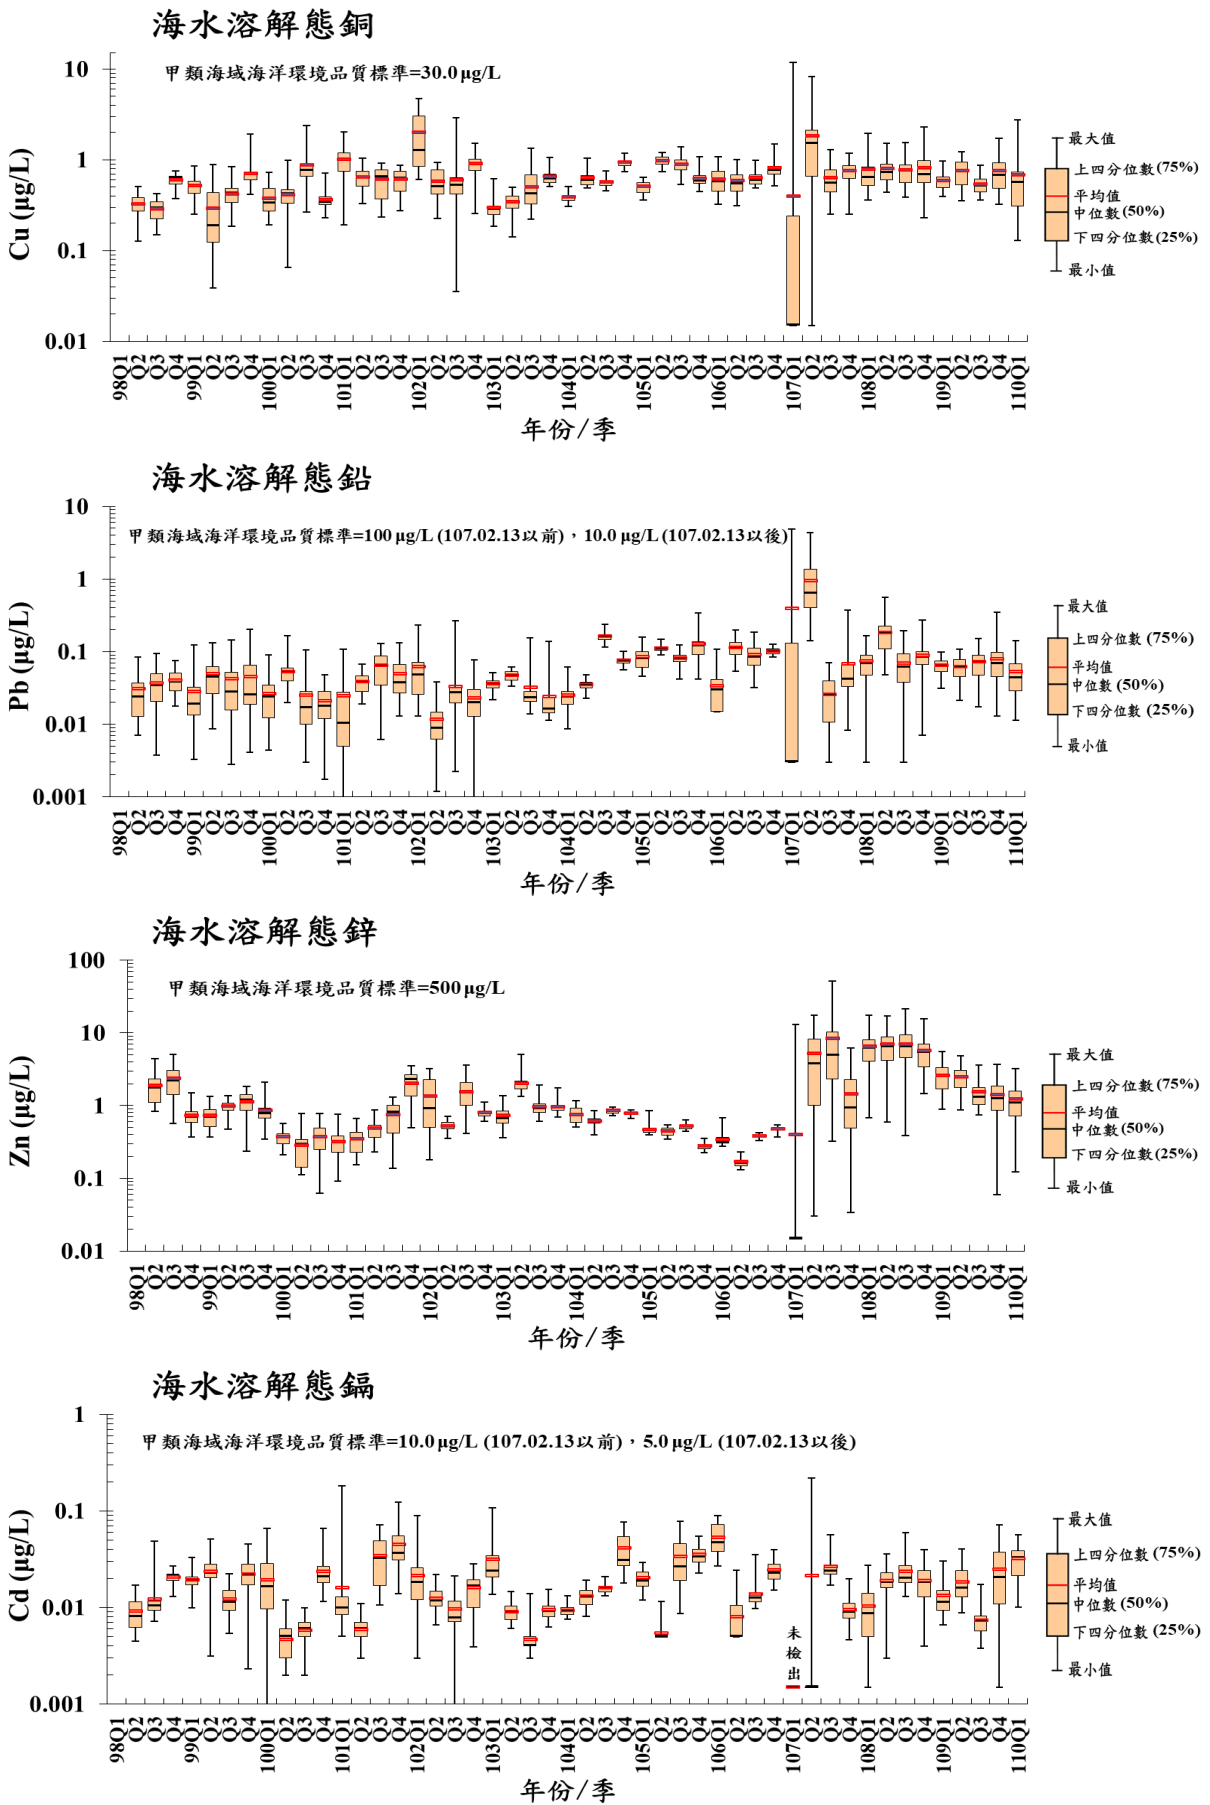 海水溶解態銅
甲類海域海洋環境品質標準=30.0 μg/L
Cu (μg/L)
10
1
0.1
0.01
98Q1 Q2 Q3 Q4 99Q1 Q2 Q3 Q4 100Q1 Q2 Q3 Q4 101Q1 Q2 Q3 Q4 102Q1 Q2 Q3 Q4 103Q1 Q2 Q3 Q4 104Q1 Q2 Q3 Q4 105Q1 Q2 Q3 Q4 106Q1 Q2 Q3 Q4 107Q1 Q2 Q3 Q4 108Q1 Q2 Q3 Q4 109Q1 Q2 Q3 Q4 110Q1
年份/季
最大值
上四分位數 (75%)
平均值
中位數 (50%)
下四分位數 (25%)
最小值
海水溶解態鉛
甲類海域海洋環境品質標準=100 μg/L (107.02.13以前)，10.0 μg/L (107.02.13以後)
Pb (μg/L)
10
1
0.1
0.01
0.001
98Q1 Q2 Q3 Q4 99Q1 Q2 Q3 Q4 100Q1 Q2 Q3 Q4 101Q1 Q2 Q3 Q4 102Q1 Q2 Q3 Q4 103Q1 Q2 Q3 Q4 104Q1 Q2 Q3 Q4 105Q1 Q2 Q3 Q4 106Q1 Q2 Q3 Q4 107Q1 Q2 Q3 Q4 108Q1 Q2 Q3 Q4 109Q1 Q2 Q3 Q4 110Q1
年份/季
最大值
上四分位數 (75%)
平均值
中位數 (50%)
下四分位數 (25%)
最小值
海水溶解態鋅
甲類海域海洋環境品質標準=500 μg/L
Zn (μg/L)
100
10
1
0.1
0.01
98Q1 Q2 Q3 Q4 99Q1 Q2 Q3 Q4 100Q1 Q2 Q3 Q4 101Q1 Q2 Q3 Q4 102Q1 Q2 Q3 Q4 103Q1 Q2 Q3 Q4 104Q1 Q2 Q3 Q4 105Q1 Q2 Q3 Q4 106Q1 Q2 Q3 Q4 107Q1 Q2 Q3 Q4 108Q1 Q2 Q3 Q4 109Q1 Q2 Q3 Q4 110Q1
年份/季
最大值
上四分位數 (75%)
平均值
中位數 (50%)
下四分位數 (25%)
最小值
海水溶解態鎘
甲類海域海洋環境品質標準=10.0 μg/L (107.02.13以前)，5.0 μg/L (107.02.13以後)
Cd (μg/L)
1
0.1
0.01
0.001
未檢出
98Q1 Q2 Q3 Q4 99Q1 Q2 Q3 Q4 100Q1 Q2 Q3 Q4 101Q1 Q2 Q3 Q4 102Q1 Q2 Q3 Q4 103Q1 Q2 Q3 Q4 104Q1 Q2 Q3 Q4 105Q1 Q2 Q3 Q4 106Q1 Q2 Q3 Q4 107Q1 Q2 Q3 Q4 108Q1 Q2 Q3 Q4 109Q1 Q2 Q3 Q4 110Q1
年份/季
最大值
上四分位數 (75%)
平均值
中位數 (50%)
下四分位數 (25%)
最小值